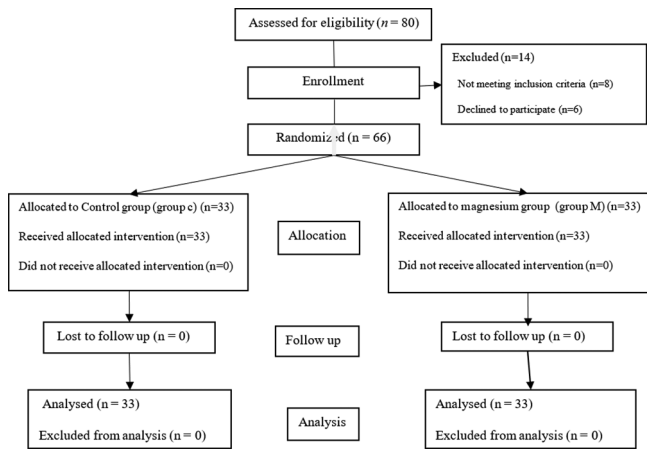 Assessed for eligibility (n = 80)
Excluded (n=14)
Not meeting inclusion criteria (n=8)
Declined to participate (n=6)
Enrollment
Randomized (n = 66)
Allocated to Control group (group c) (n=33)
Received allocated intervention (n=33)
Did not receive allocated intervention (n=0)
Allocation
Allocated to magnesium group (group M) (n=33)
Received allocated intervention (n=33)
Did not receive allocated intervention (n=0)
Lost to follow up (n = 0)
Follow up
Lost to follow up (n = 0)
Analysed (n = 33)
Excluded from analysis (n = 0)
Analysis
Analysed (n = 33)
Excluded from analysis (n = 0)